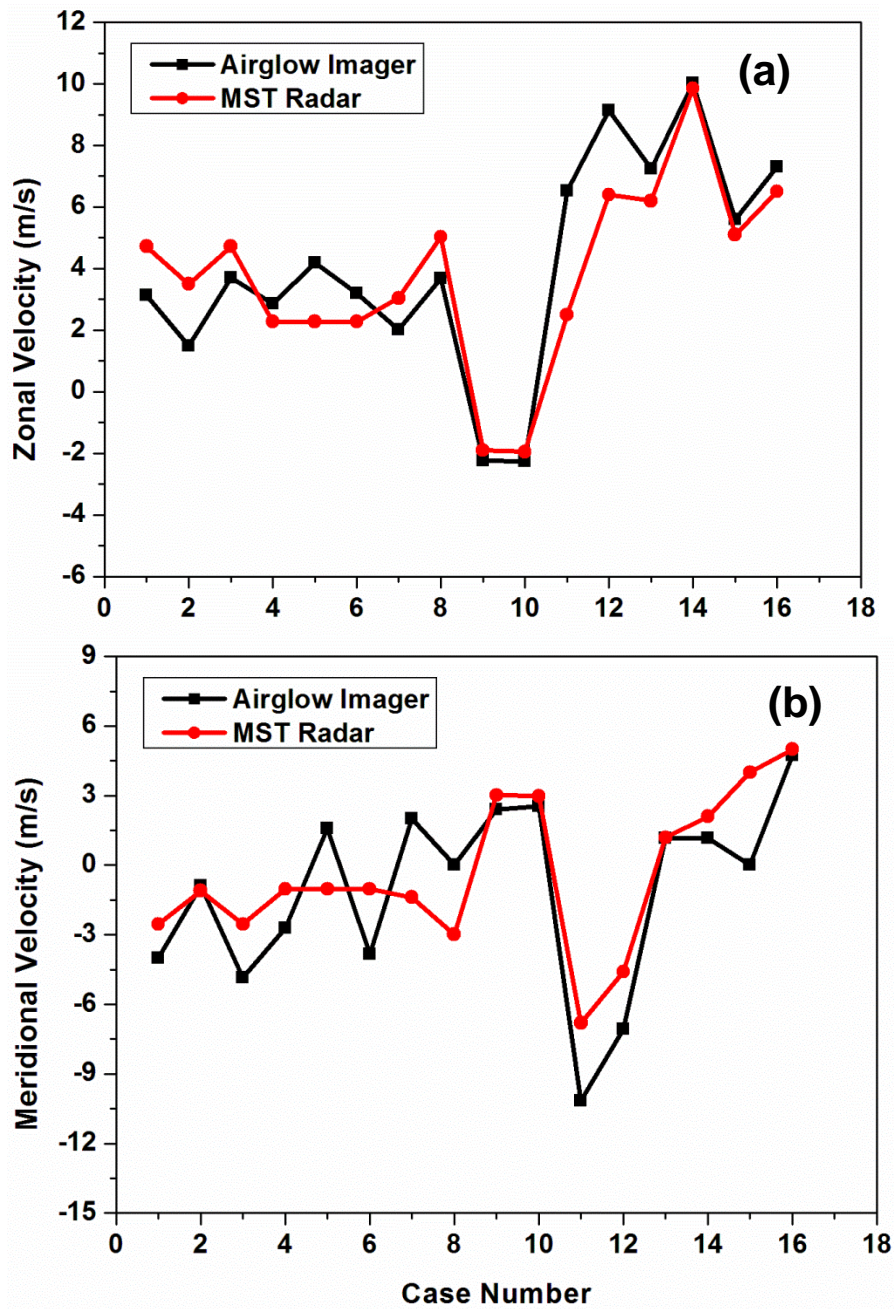 Airglow Imager
MST Radar
(a)
Zonal Velocity (m/s)
12
10
8
6
4
2
0
-2
-4
-6
0 2 4 6 8 10 12 14 16 18
Airglow Imager
MST Radar
(b)
Meridional Velocity (m/s)
9
6
3
0
-3
-6
-9
-12
-15
0 2 4 6 8 10 12 14 16 18
Case Number